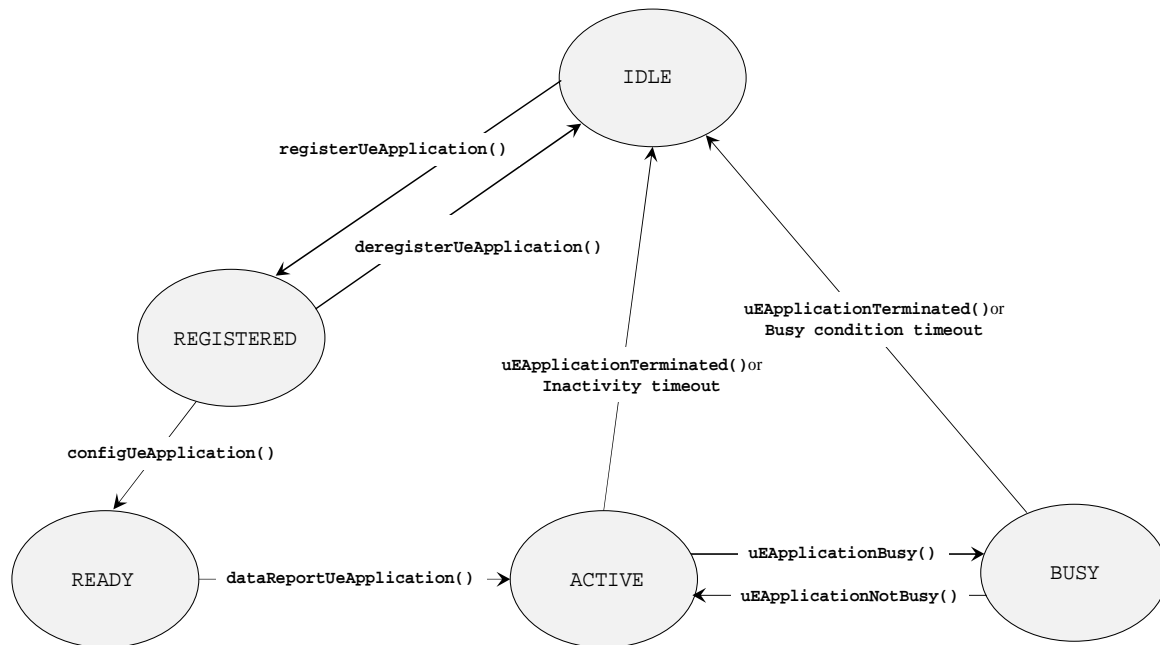 IDLE
registerUeApplication()
deregisterUeApplication()
uEApplicationTerminated()or
Busy condition timeout
REGISTERED
uEApplicationTerminated()or
Inactivity timeout
configUeApplication()
READY
dataReportUeApplication()
ACTIVE
uEApplicationBusy()
uEApplicationNotBusy()
BUSY